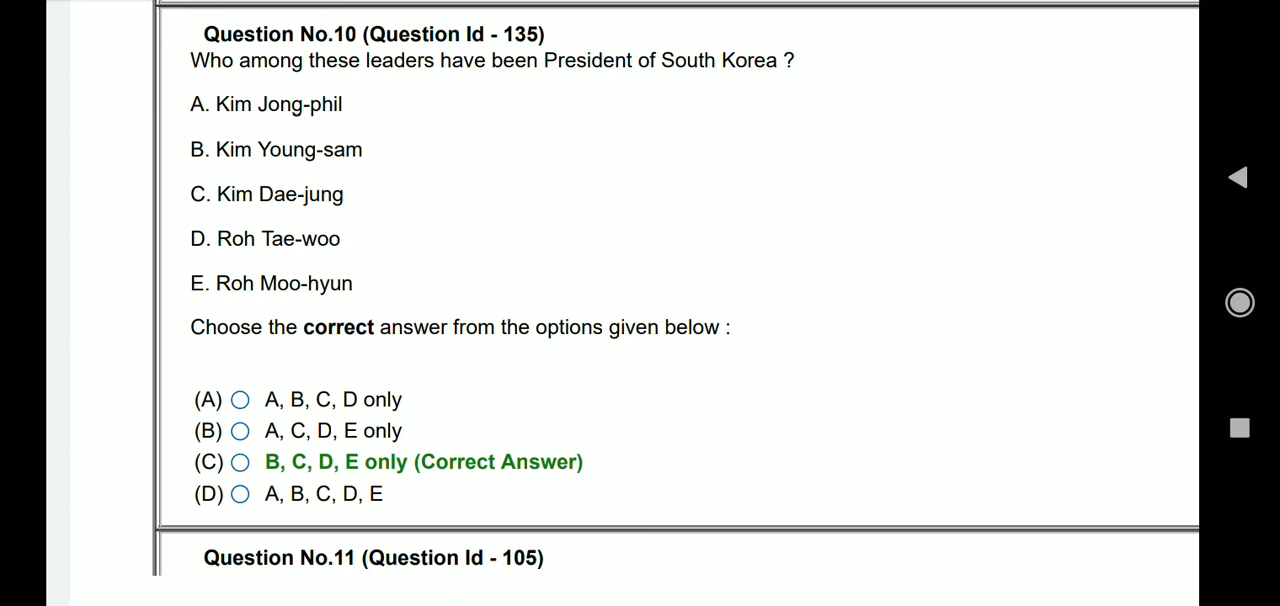 Question No.10 (Question Id - 135)
Who among these leaders have been President of South Korea ?
A. Kim Jong-phil
B. Kim Young-sam
C. Kim Dae-jung
D. Roh Tae-woo
E. Roh Moo-hyun
Choose the correct answer from the options given below :
(A) A, B, C, D only
(B) A, C, D, E only
(C) B, C, D, E only (Correct Answer)
(D) A, B, C, D, E
Question No.11 (Question Id - 105)